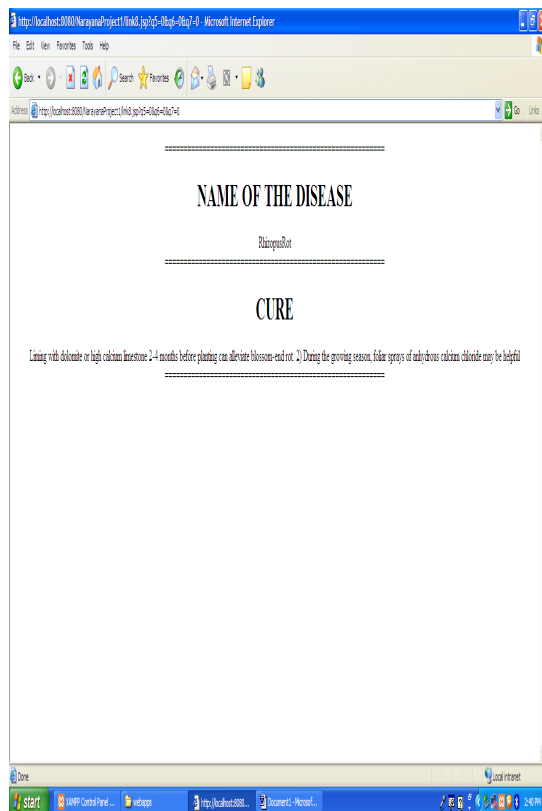 http://localhost:8080/NarayanaProject1/link8.jsp?q5=0&q6=0&q7=0 - Microsoft Internet Explorer
File Edit View Favorites Tools Help
Back Search Favorites
Address http://localhost:8080/NarayanaProject1/link8.jsp?q5=0&q6=0&q7=0 Go Links
==========================================================
NAME OF THE DISEASE
RhizopusRot
==========================================================
CURE
Liming with dolomite or high calcium limestone 2-4 months before planting can alleviate blossom-end rot. 2) During the growing season, foliar sprays of anhydrous calcium chloride may be helpful
==========================================================
Done Local intranet
start XAMPP Control Panel ... webapps http://localhost:8080... Document1 - Microsof... 2:40 PM